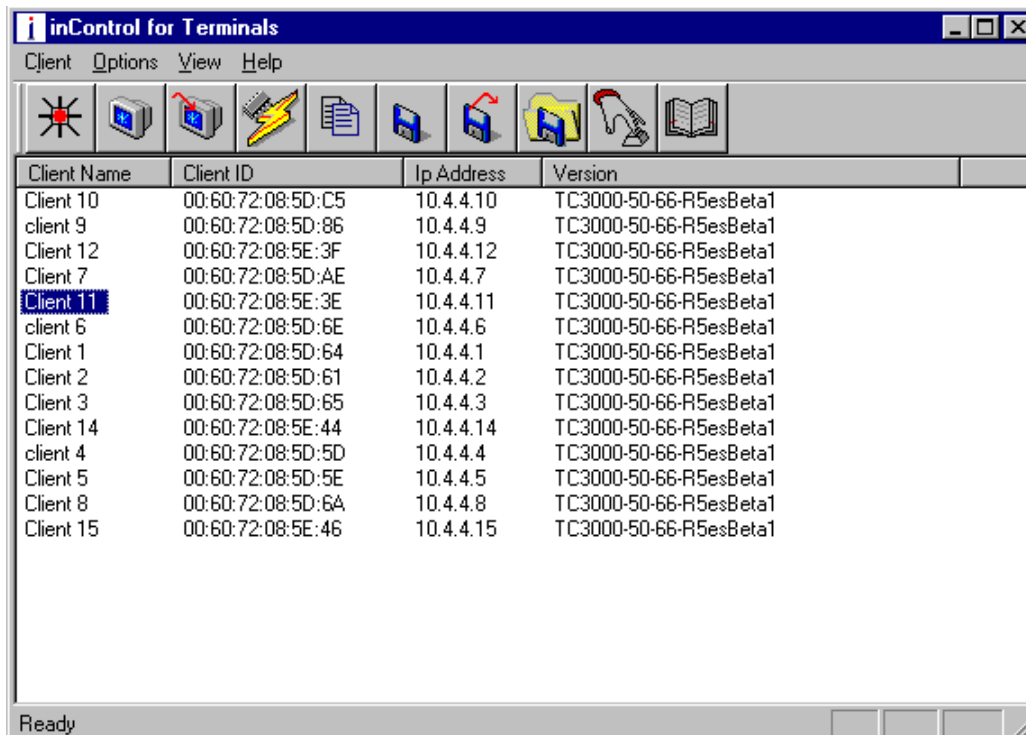 inControl for Terminals
Client Options View Help
Client Name Client ID Ip Address Version
Client 10 00:60:72:08:5D:C5 10.4.4.10 TC3000-50-66-R5esBeta1
client 9 00:60:72:08:5D:86 10.4.4.9 TC3000-50-66-R5esBeta1
Client 12 00:60:72:08:5E:3F 10.4.4.12 TC3000-50-66-R5esBeta1
Client 7 00:60:72:08:5D:AE 10.4.4.7 TC3000-50-66-R5esBeta1
Client 11 00:60:72:08:5E:3E 10.4.4.11 TC3000-50-66-R5esBeta1
client 6 00:60:72:08:5D:6E 10.4.4.6 TC3000-50-66-R5esBeta1
Client 1 00:60:72:08:5D:64 10.4.4.1 TC3000-50-66-R5esBeta1
Client 2 00:60:72:08:5D:61 10.4.4.2 TC3000-50-66-R5esBeta1
Client 3 00:60:72:08:5D:65 10.4.4.3 TC3000-50-66-R5esBeta1
Client 14 00:60:72:08:5E:44 10.4.4.14 TC3000-50-66-R5esBeta1
client 4 00:60:72:08:5D:5D 10.4.4.4 TC3000-50-66-R5esBeta1
Client 5 00:60:72:08:5D:5E 10.4.4.5 TC3000-50-66-R5esBeta1
Client 8 00:60:72:08:5D:6A 10.4.4.8 TC3000-50-66-R5esBeta1
Client 15 00:60:72:08:5E:46 10.4.4.15 TC3000-50-66-R5esBeta1
Ready